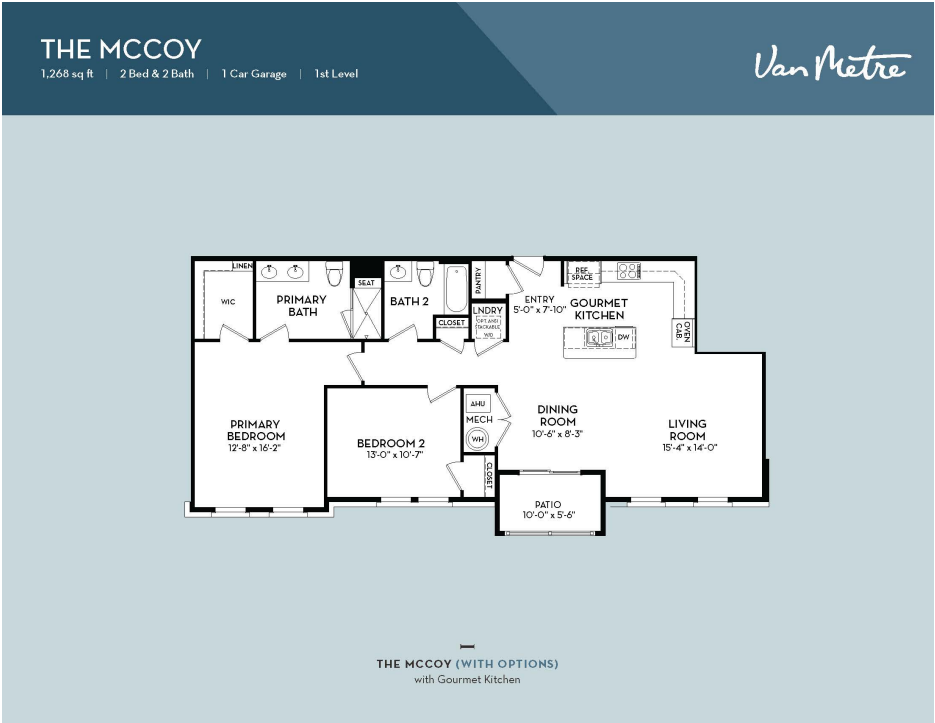 THE MCCOY
1,268 sq ft | 2 Bed & 2 Bath | 1 Car Garage | 1st Level
Van Metre
LINEN
WIC
PRIMARY
BATH
SEAT
BATH 2
CLOSET
PANTRY
LNDRY
OPT. AND
STACKABLE
W/D
ENTRY
5'-0" x 7'-10"
REF.
SPACE
GOURMET
KITCHEN
DW
OVEN
CAB.
PRIMARY
BEDROOM
12'-8" x 16'-2"
BEDROOM 2
13'-0" x 10'-7"
AHU
MECH
WH
CLOSET
DINING
ROOM
10'-6" x 8'-3"
LIVING
ROOM
15'-4" x 14'-0"
PATIO
10'-0" x 5'-6"
THE MCCOY (WITH OPTIONS)
with Gourmet Kitchen